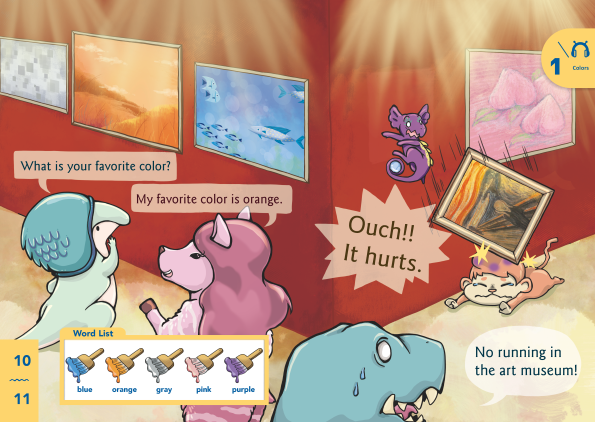 1
Colors
What is your favorite color?
My favorite color is orange.
Ouch!!
It hurts.
No running in
the art museum!
Word List
blue
orange
gray
pink
purple
10
11